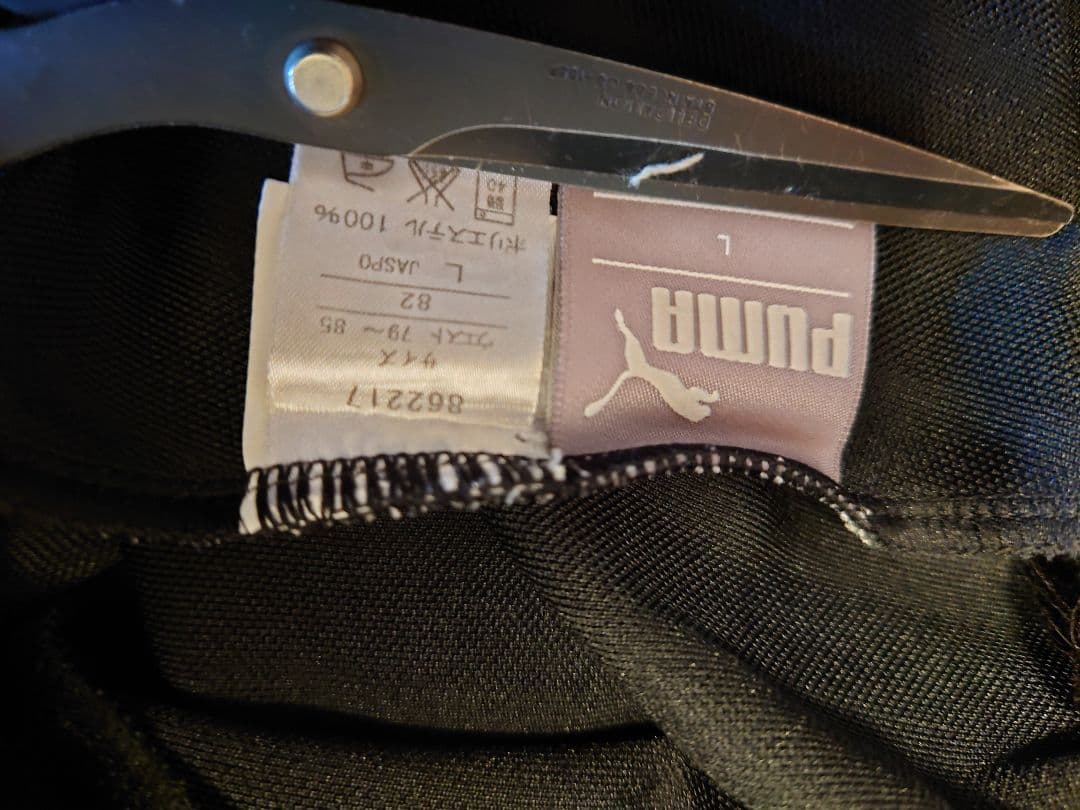 862217
サイズ
ウエスト 79〜 85
82
L JASPO
ポリエステル 100%
40
PUMA
L